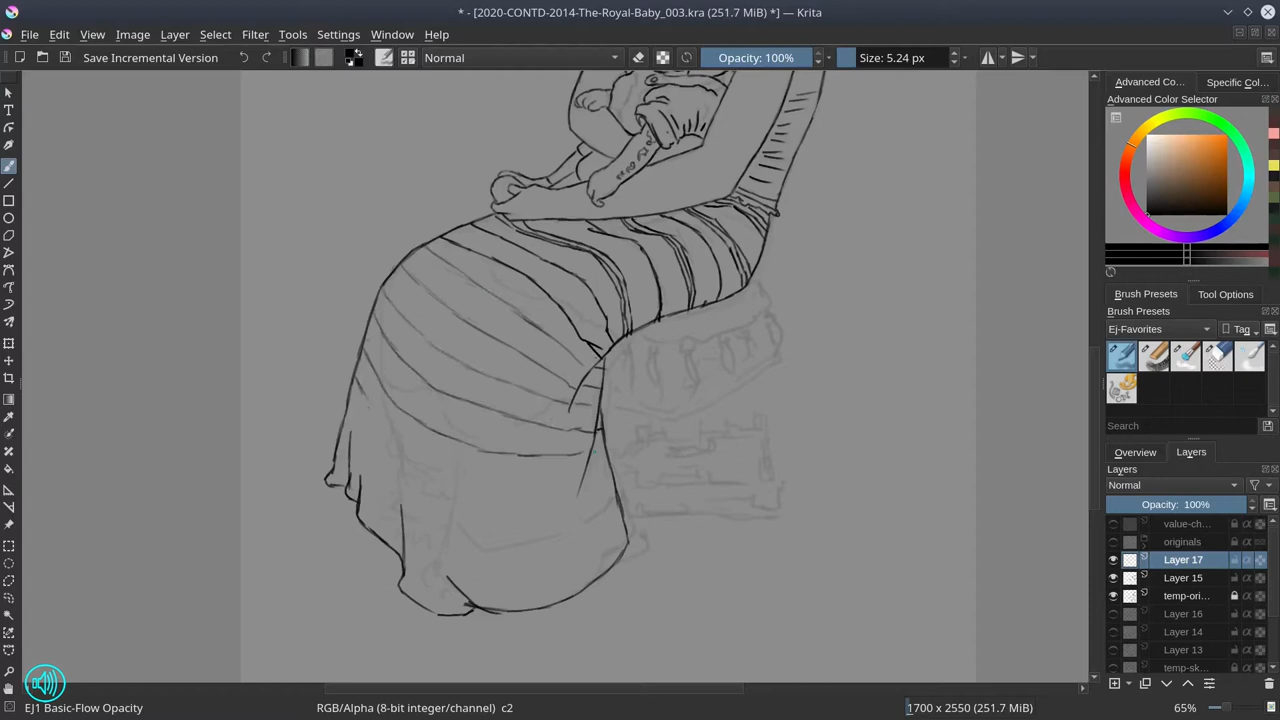 * - [2020-CONTD-2014-The-Royal-Baby_003.kra (251.7 MiB) *] — Krita
File Edit View Image Layer Select Filter Tools Settings Window Help
Save Incremental Version Normal Opacity: 100% Size: 5.24 px
Advanced Co... Specific Col...
Advanced Color Selector
Brush Presets Tool Options
Brush Presets
Ej-Favorites Tag
Search
Overview Layers
Layers
Normal
Opacity: 100%
value-ch...
originals
Layer 17
Layer 15
temp-ori...
Layer 16
Layer 14
Layer 13
temp-sk...
EJ1 Basic-Flow Opacity RGB/Alpha (8-bit integer/channel) c2 1700 x 2550 (251.7 MiB) 65%